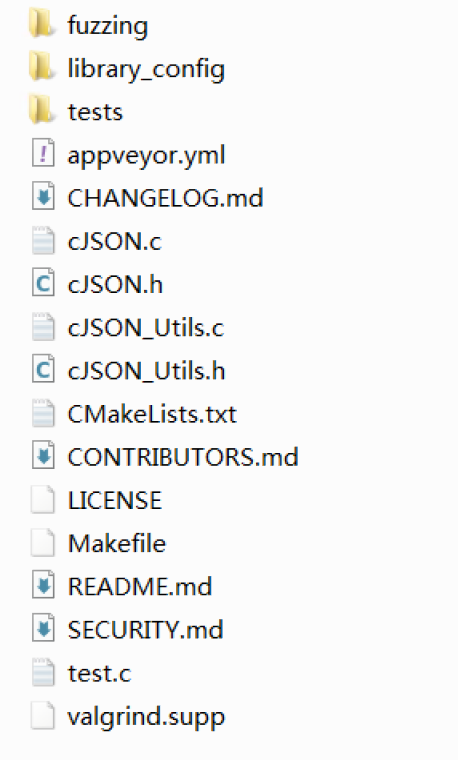 fuzzing
library_config
tests
appveyor.yml
CHANGELOG.md
cJSON.c
cJSON.h
cJSON_Utils.c
cJSON_Utils.h
CMakeLists.txt
CONTRIBUTORS.md
LICENSE
Makefile
README.md
SECURITY.md
test.c
valgrind.supp